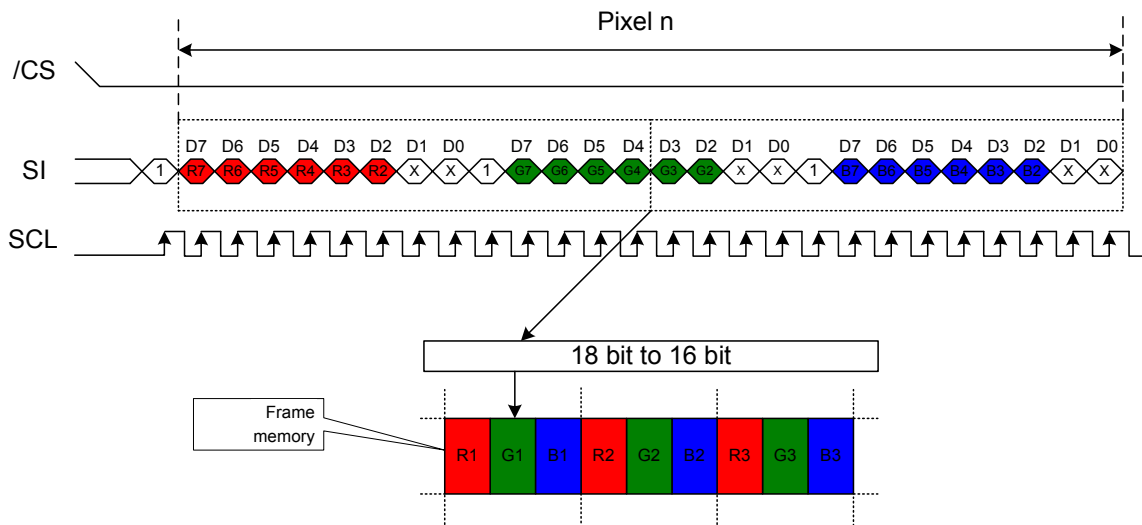 Pixel n
/CS
D7 D6 D5 D4 D3 D2 D1 D0 D7 D6 D5 D4 D3 D2 D1 D0 D7 D6 D5 D4 D3 D2 D1 D0
SI 1 R7 R6 R5 R4 R3 R2 X X 1 G7 G6 G5 G4 G3 G2 X X 1 B7 B6 B5 B4 B3 B2 X X
SCL
18 bit to 16 bit
Frame
memory
R1 G1 B1 R2 G2 B2 R3 G3 B3